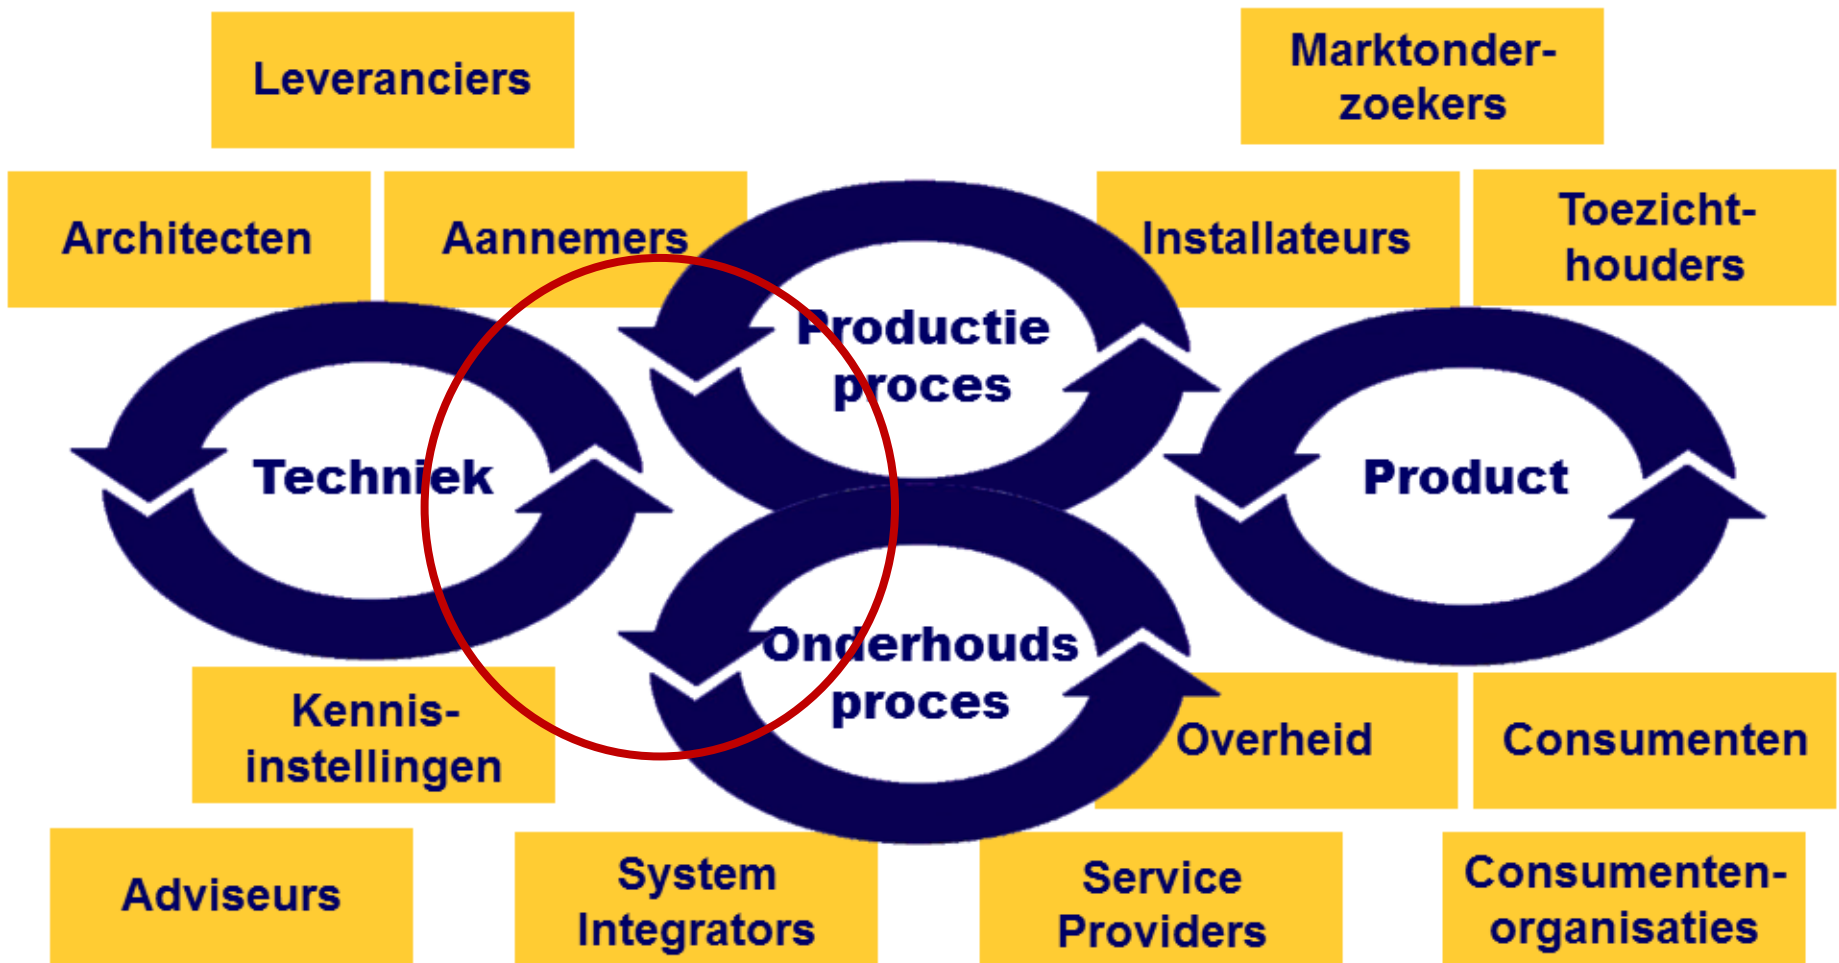 Leveranciers
Marktonder-
zoekers
Architecten
Aannemers
Installateurs
Toezicht-
houders
Productie
proces
Techniek
Product
Onderhouds
proces
Kennis-
instellingen
Overheid
Consumenten
Adviseurs
System
Integrators
Service
Providers
Consumenten-
organisaties